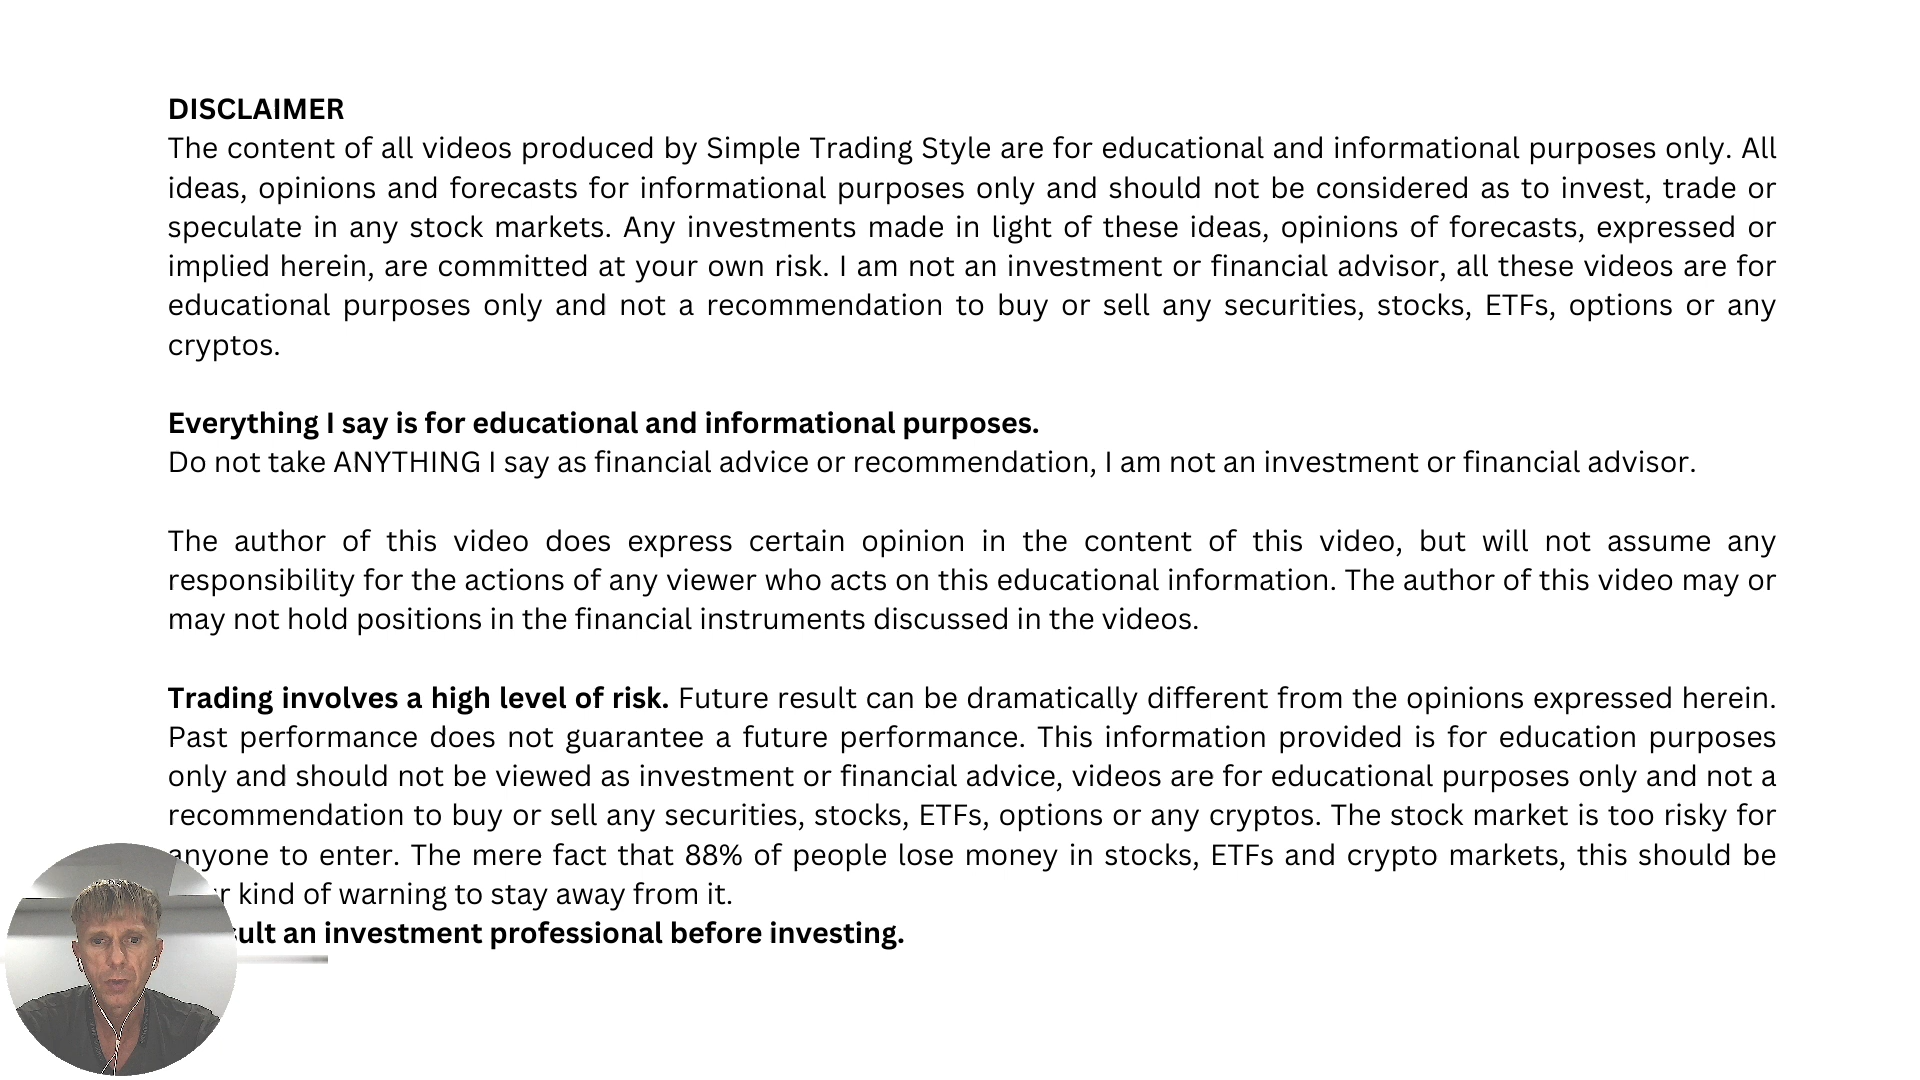 DISCLAIMER
The content of all videos produced by Simple Trading Style are for educational and informational purposes only. All
ideas, opinions and forecasts for informational purposes only and should not be considered as to invest, trade or
speculate in any stock markets. Any investments made in light of these ideas, opinions of forecasts, expressed or
implied herein, are committed at your own risk. I am not an investment or financial advisor, all these videos are for
educational purposes only and not a recommendation to buy or sell any securities, stocks, ETFs, options or any
cryptos.
Everything I say is for educational and informational purposes.
Do not take ANYTHING I say as financial advice or recommendation, I am not an investment or financial advisor.
The author of this video does express certain opinion in the content of this video, but will not assume any
responsibility for the actions of any viewer who acts on this educational information. The author of this video may or
may not hold positions in the financial instruments discussed in the videos.
Trading involves a high level of risk. Future result can be dramatically different from the opinions expressed herein.
Past performance does not guarantee a future performance. This information provided is for education purposes
only and should not be viewed as investment or financial advice, videos are for educational purposes only and not a
recommendation to buy or sell any securities, stocks, ETFs, options or any cryptos. The stock market is too risky for
anyone to enter. The mere fact that 88% of people lose money in stocks, ETFs and crypto markets, this should be
kind of warning to stay away from it.
an investment professional before investing.